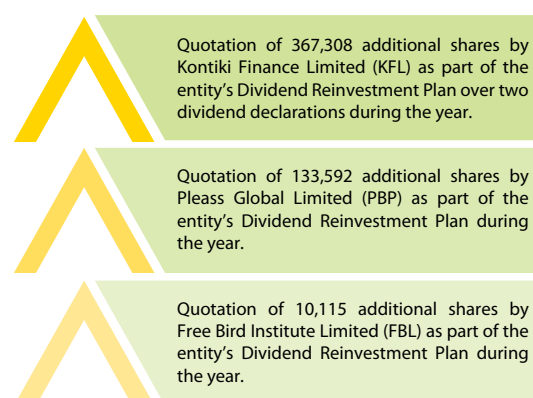 Quotation of 367,308 additional shares by
Kontiki Finance Limited (KFL) as part of the
entity’s Dividend Reinvestment Plan over two
dividend declarations during the year.
Quotation of 133,592 additional shares by
Pleass Global Limited (PBP) as part of the
entity’s Dividend Reinvestment Plan during
the year.
Quotation of 10,115 additional shares by
Free Bird Institute Limited (FBL) as part of the
entity’s Dividend Reinvestment Plan during
the year.